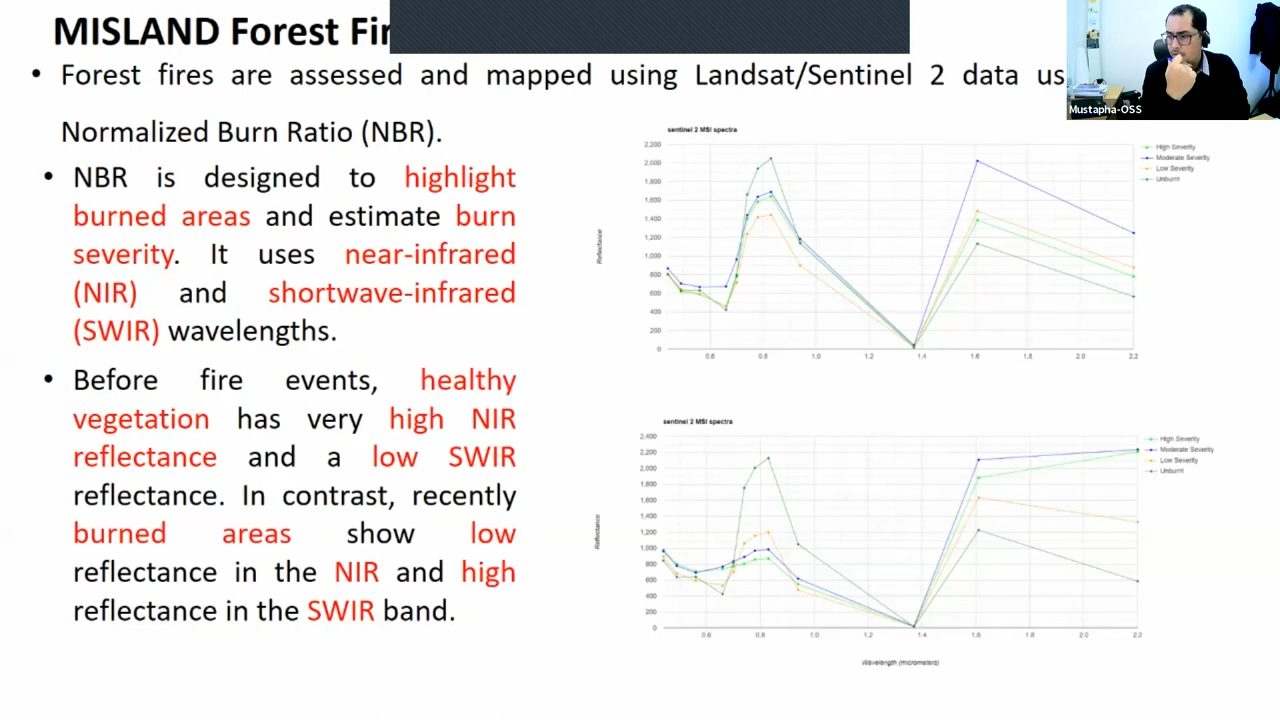 MISLAND Forest Fir
• Forest fires are assessed and mapped using Landsat/Sentinel 2 data us
Normalized Burn Ratio (NBR).
• NBR is designed to highlight
burned areas and estimate burn
severity. It uses near-infrared
(NIR) and shortwave-infrared
(SWIR) wavelengths.
• Before fire events, healthy
vegetation has very high NIR
reflectance and a low SWIR
reflectance. In contrast, recently
burned areas show low
reflectance in the NIR and high
reflectance in the SWIR band.
Mustapha-OSS
sentinel 2 MSI spectra
Reflectance
2,200
2,000
1,800
1,600
1,400
1,200
1,000
800
600
400
200
0
0.6 0.8 1.0 1.2 1.4 1.6 1.8 2.0 2.2
High Severity
Moderate Severity
Low Severity
Unburnt
sentinel 2 MSI spectra
Reflectance
2,400
2,200
2,000
1,800
1,600
1,400
1,200
1,000
800
600
400
200
0
0.6 0.8 1.0 1.2 1.4 1.6 1.8 2.0 2.2
Wavelength (micrometers)
High Severity
Moderate Severity
Low Severity
Unburnt